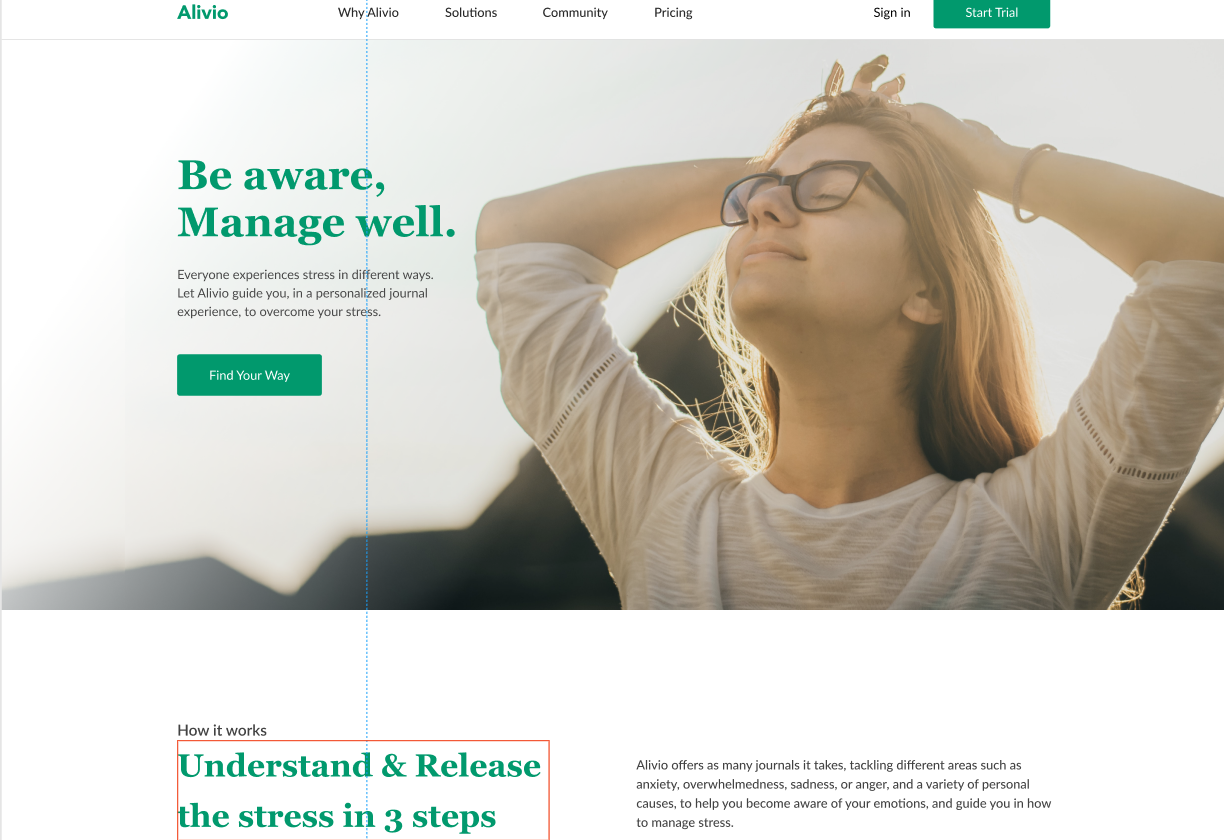 Alivio
Why Alivio
Solutions
Community
Pricing
Sign in
Start Trial
Be aware,
Manage well.
Everyone experiences stress in different ways.
Let Alivio guide you, in a personalized journal
experience, to overcome your stress.
Find Your Way
How it works
Understand & Release
the stress in 3 steps
Alivio offers as many journals it takes, tackling different areas such as
anxiety, overwhelmedness, sadness, or anger, and a variety of personal
causes, to help you become aware of your emotions, and guide you in how
to manage stress.